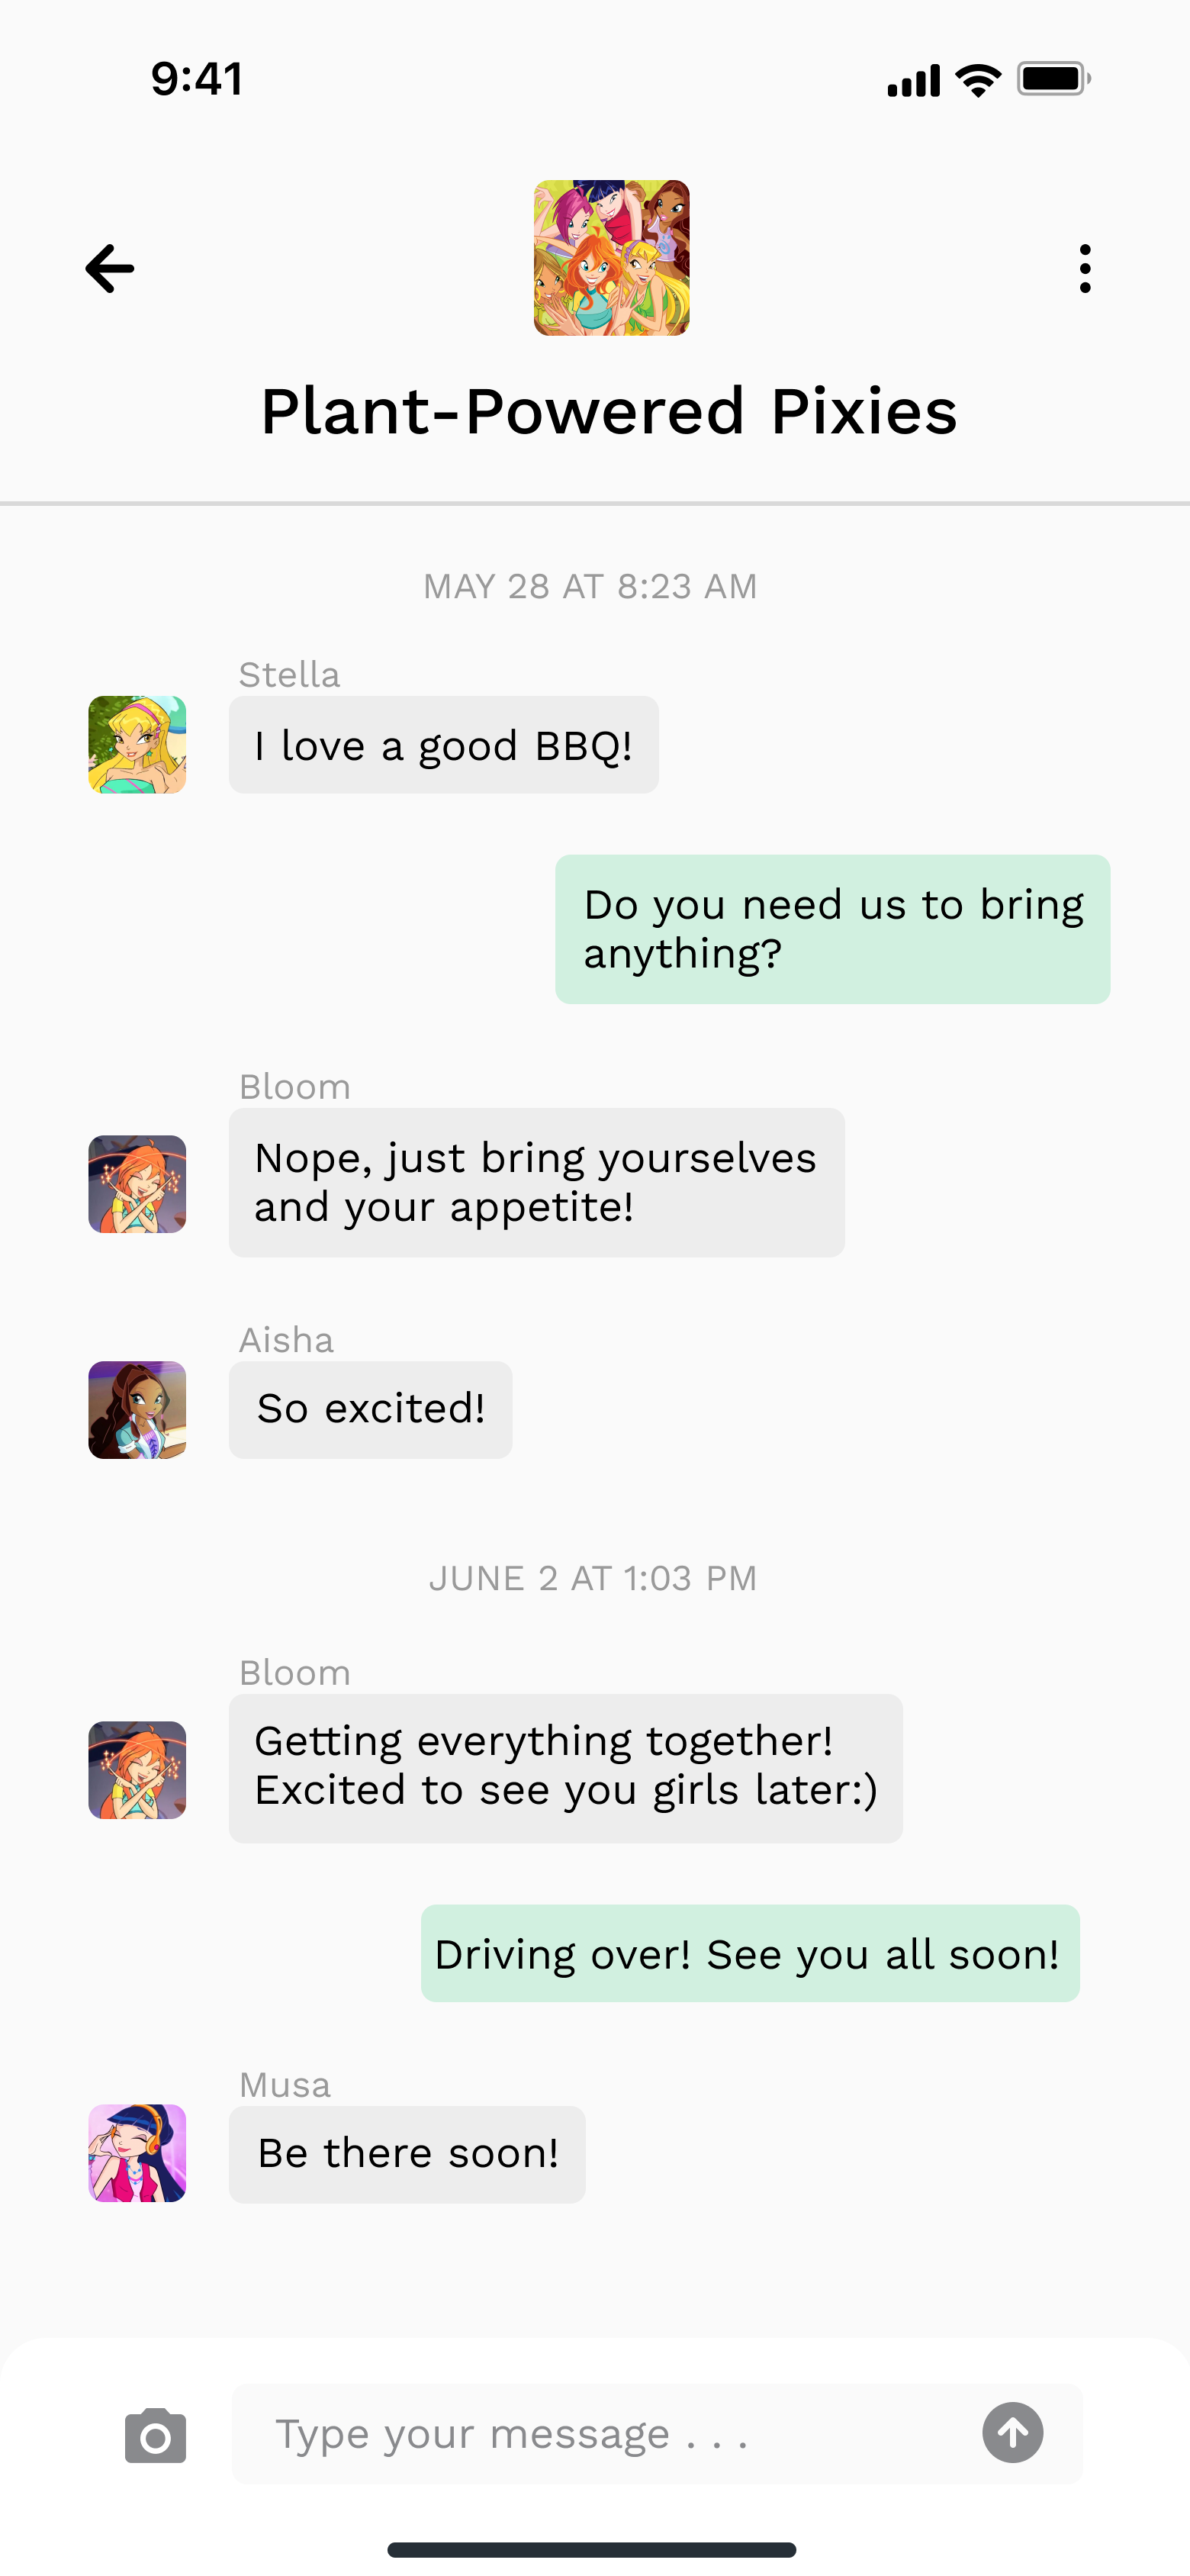 9:41
Plant-Powered Pixies
MAY 28 AT 8:23 AM
Stella
I love a good BBQ!
Do you need us to bring
anything?
Bloom
Nope, just bring yourselves
and your appetite!
Aisha
So excited!
JUNE 2 AT 1:03 PM
Bloom
Getting everything together!
Excited to see you girls later:)
Driving over! See you all soon!
Musa
Be there soon!
Type your message . . .